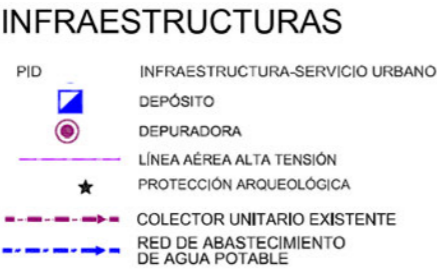 INFRAESTRUCTURAS
PID INFRAESTRUCTURA-SERVICIO URBANO
DEPÓSITO
DEPURADORA
LÍNEA AÉREA ALTA TENSIÓN
PROTECCIÓN ARQUEOLÓGICA
COLECTOR UNITARIO EXISTENTE
RED DE ABASTECIMIENTO
DE AGUA POTABLE